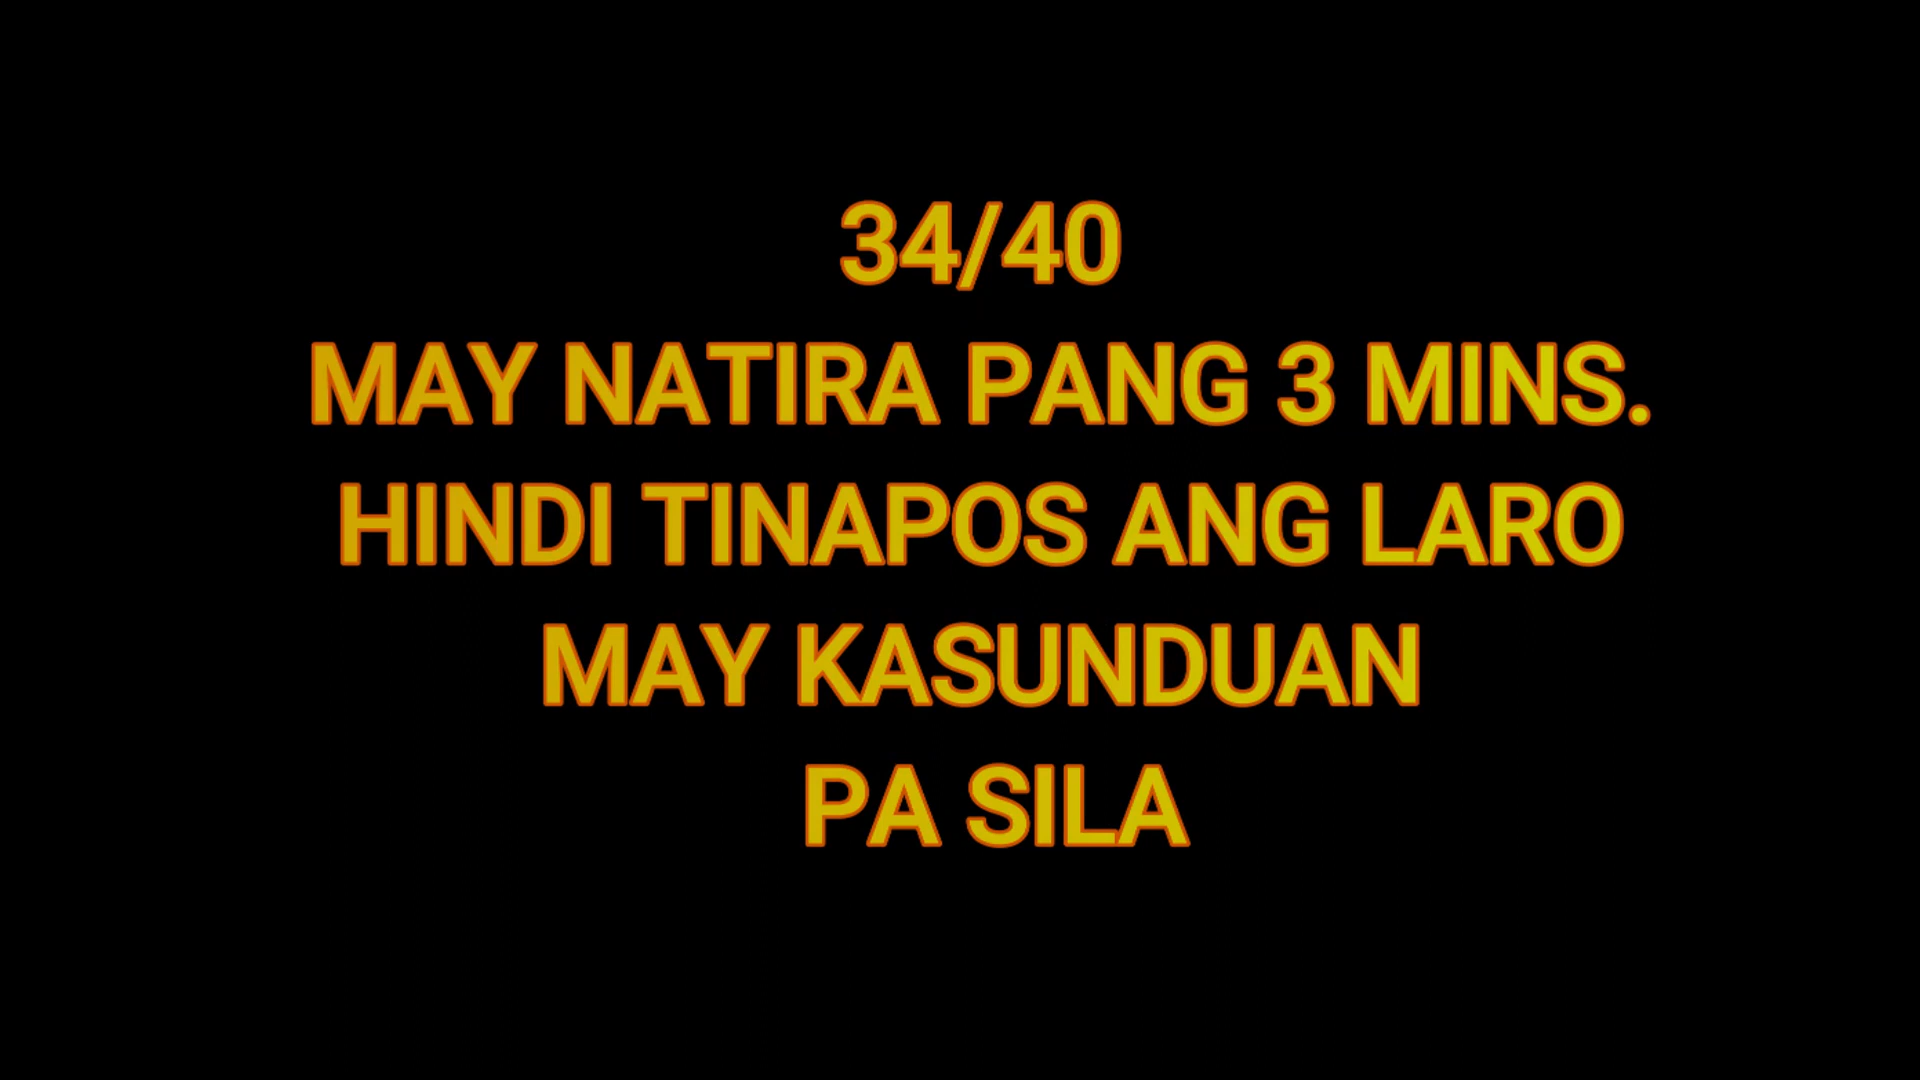 34/40
MAY NATIRA PANG 3 MINS.
HINDI TINAPOS ANG LARO
MAY KASUNDUAN
PA SILA